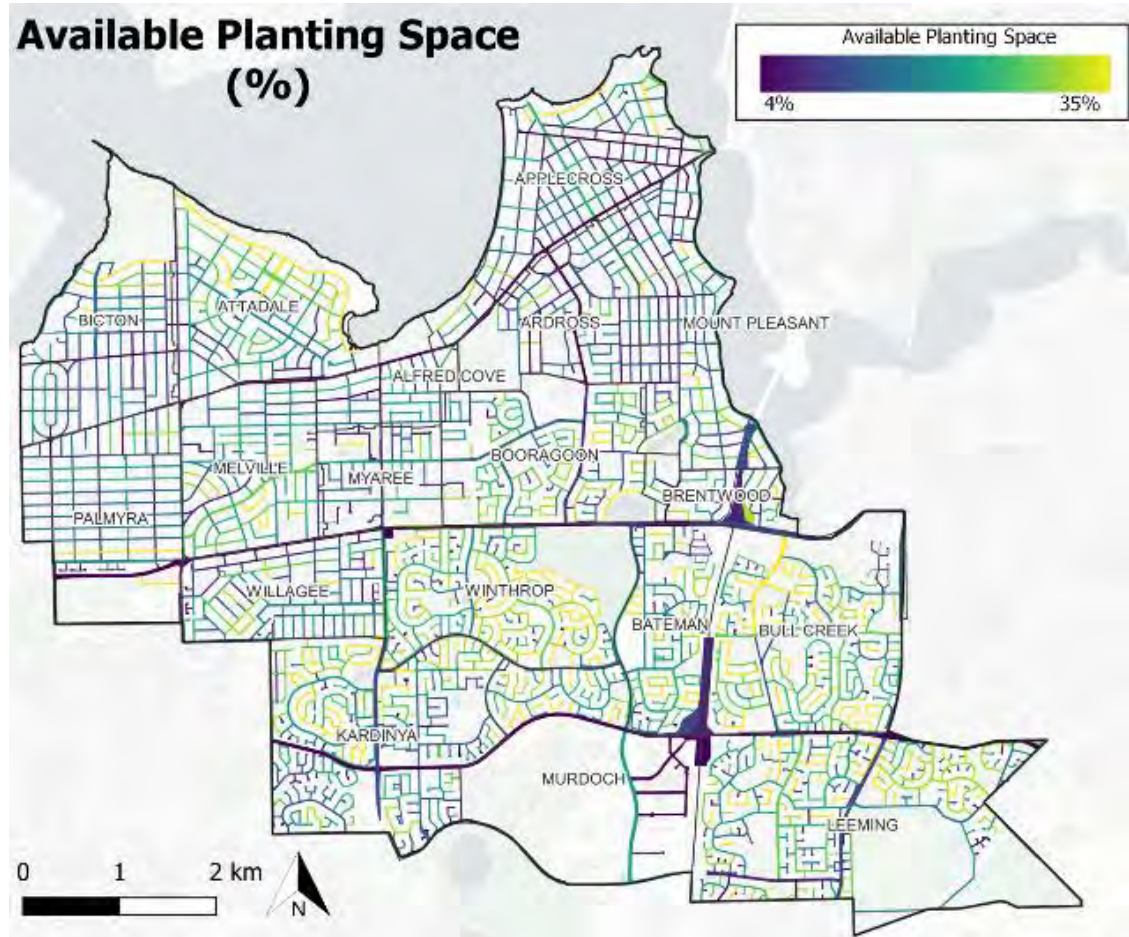 Available Planting Space
(%)
Available Planting Space
4% 35%
APPLECROSS
ATTADALE
BICTON
ARDROSS
MOUNT PLEASANT
ALFRED COVE
BOORAGOON
MELVILLE
MYAREE
BRENTWOOD
PALMYRA
WILLAGEE
WINTHROP
BATEMAN
BULL CREEK
KARDINYA
MURDOCH
LEEMING
0 1 2 km
N